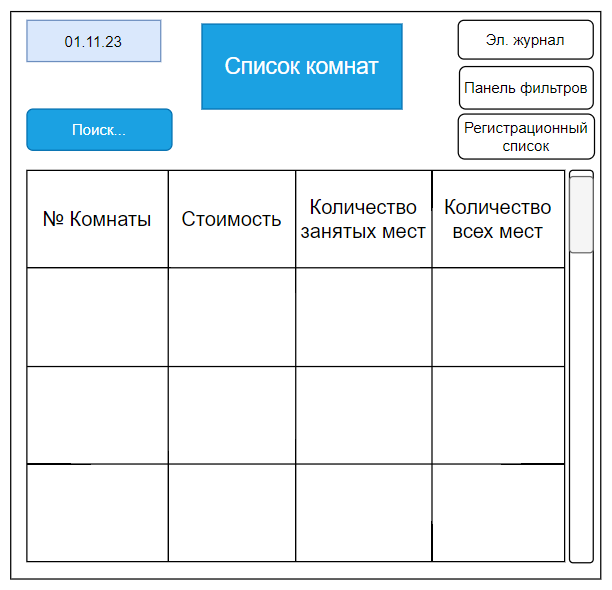 01.11.23
Список комнат
Эл. журнал
Панель фильтров
Регистрационный
список
Поиск...
№ Комнаты
Стоимость
Количество
занятых мест
Количество
всех мест